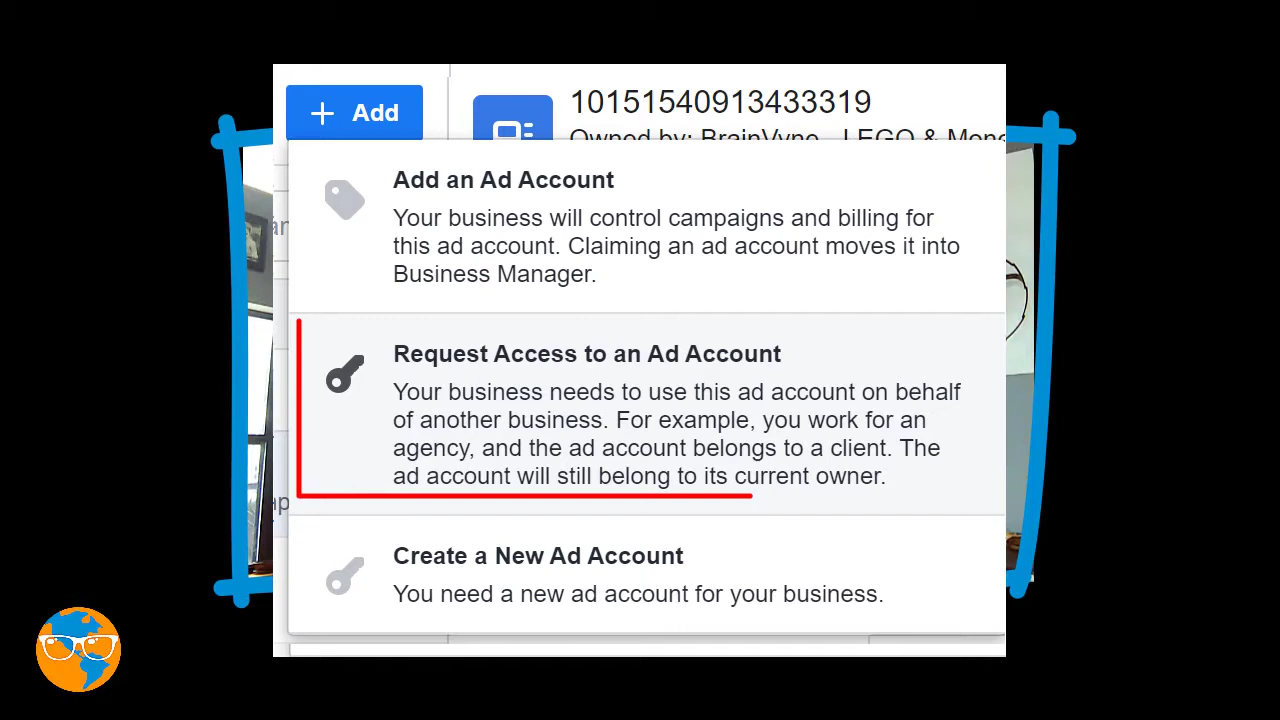 Add
10151540913433319
Owned by: BrainVyne - LEGO &
Add an Ad Account
Your business will control campaigns and billing for
this ad account. Claiming an ad account moves it into
Business Manager.
Request Access to an Ad Account
Your business needs to use this ad account on behalf
of another business. For example, you work for an
agency, and the ad account belongs to a client. The
ad account will still belong to its current owner.
Create a New Ad Account
You need a new ad account for your business.